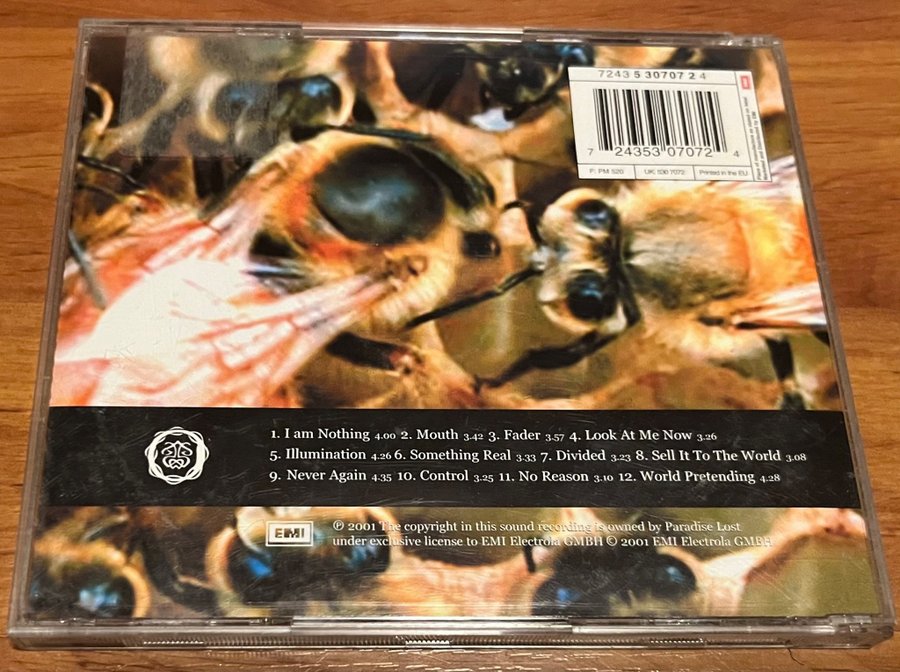 7243 5 30707 2 4
EMI
7 24353 07072 4
F: PM 520 UK: 530 7072 Printed in the EU
1. I am Nothing 4.00 2. Mouth 3.42 3. Fader 3.57 4. Look At Me Now 3.26
5. Illumination 4.26 6. Something Real 3.33 7. Divided 3.23 8. Sell It To The World 3.08
9. Never Again 4.35 10. Control 3.25 11. No Reason 3.10 12. World Pretending 4.28
EMI
℗ 2001 The copyright in this sound recording is owned by Paradise Lost
under exclusive license to EMI Electrola GMBH © 2001 EMI Electrola GMBH